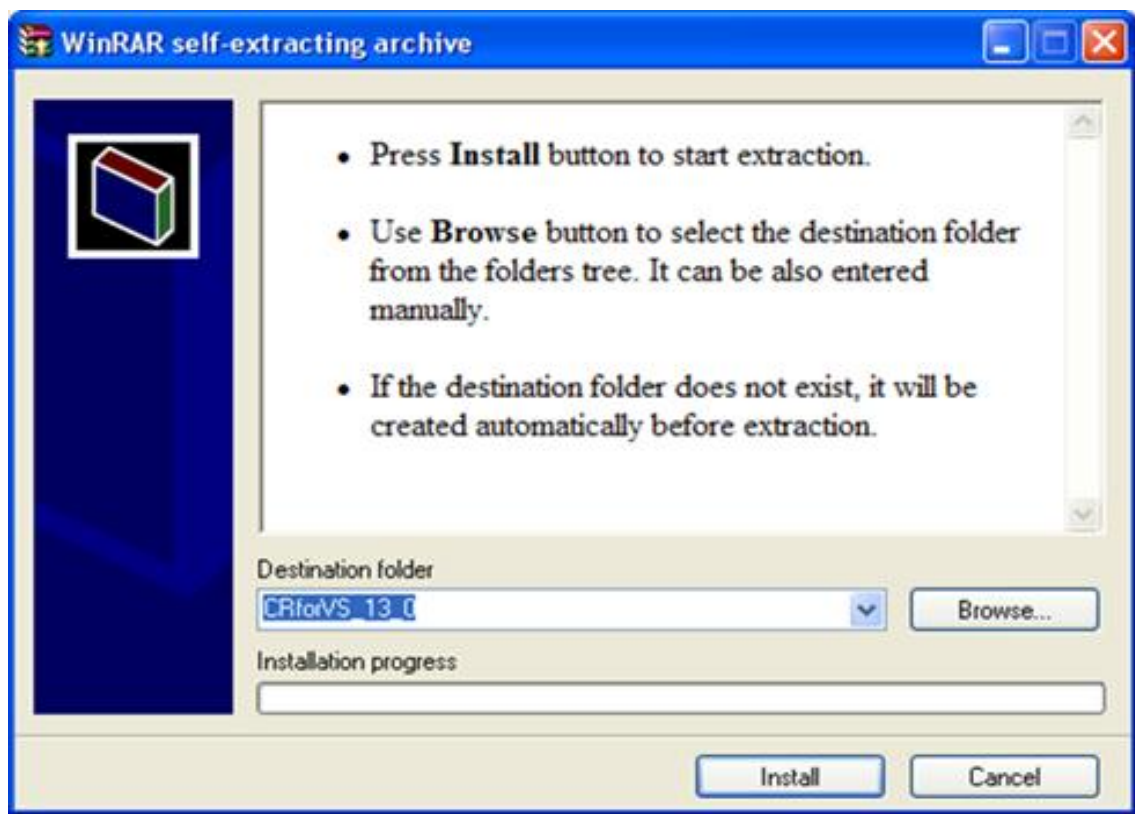 WinRAR self-extracting archive
• Press Install button to start extraction.
• Use Browse button to select the destination folder
from the folders tree. It can be also entered
manually.
• If the destination folder does not exist, it will be
created automatically before extraction.
Destination folder
CRforVS_13_0
Browse...
Installation progress
Install
Cancel